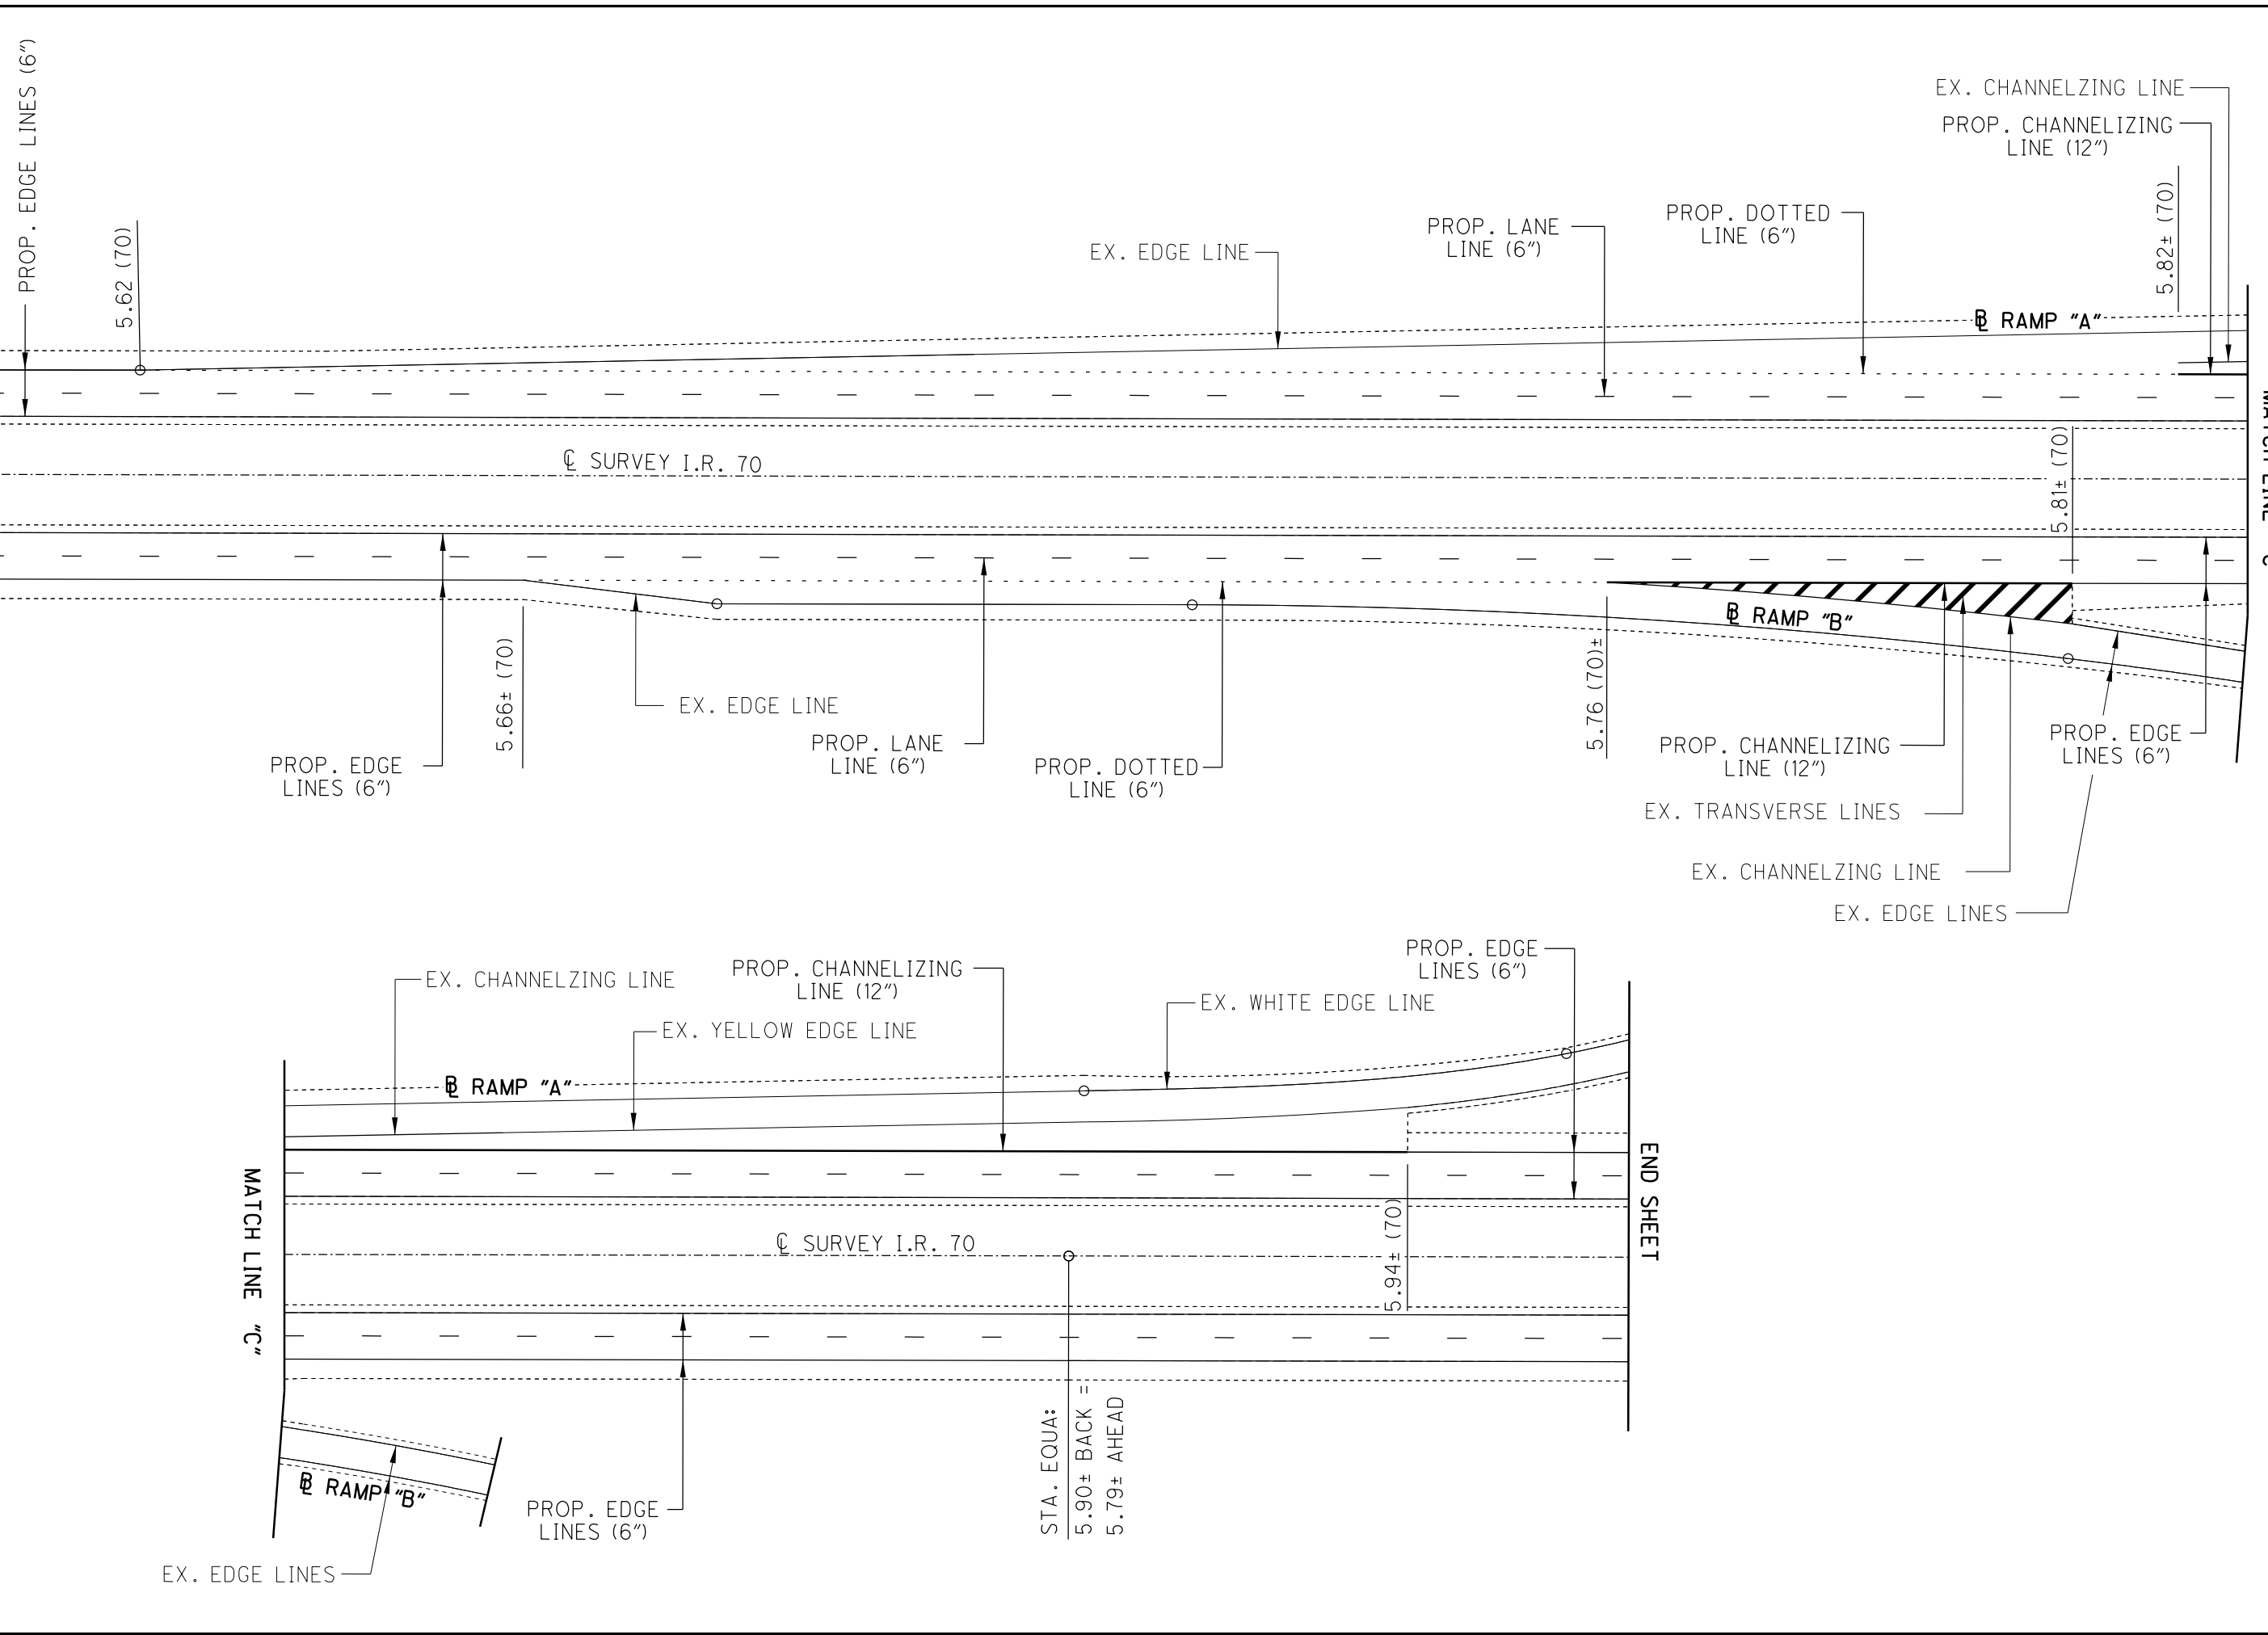 PROP. EDGE LINES (6")
5.62 (70)
EX. EDGE LINE
PROP. LANE
LINE (6")
PROP. DOTTED
LINE (6")
EX. CHANNELZING LINE
PROP. CHANNELIZING
LINE (12")
5.82± (70)
℄ SURVEY I.R. 70
BL RAMP "A"
5.81± (70)
PROP. EDGE
LINES (6")
5.66± (70)
EX. EDGE LINE
PROP. LANE
LINE (6")
PROP. DOTTED
LINE (6")
5.76 (70)±
BL RAMP "B"
PROP. CHANNELIZING
LINE (12")
EX. TRANSVERSE LINES
EX. CHANNELZING LINE
EX. EDGE LINES
PROP. EDGE
LINES (6")
MATCH LINE "C"
EX. CHANNELZING LINE
PROP. CHANNELIZING
LINE (12")
EX. YELLOW EDGE LINE
EX. WHITE EDGE LINE
PROP. EDGE
LINES (6")
BL RAMP "A"
℄ SURVEY I.R. 70
5.94± (70)
END SHEET
STA. EQUA:
5.90± BACK =
5.79± AHEAD
BL RAMP "B"
PROP. EDGE
LINES (6")
EX. EDGE LINES